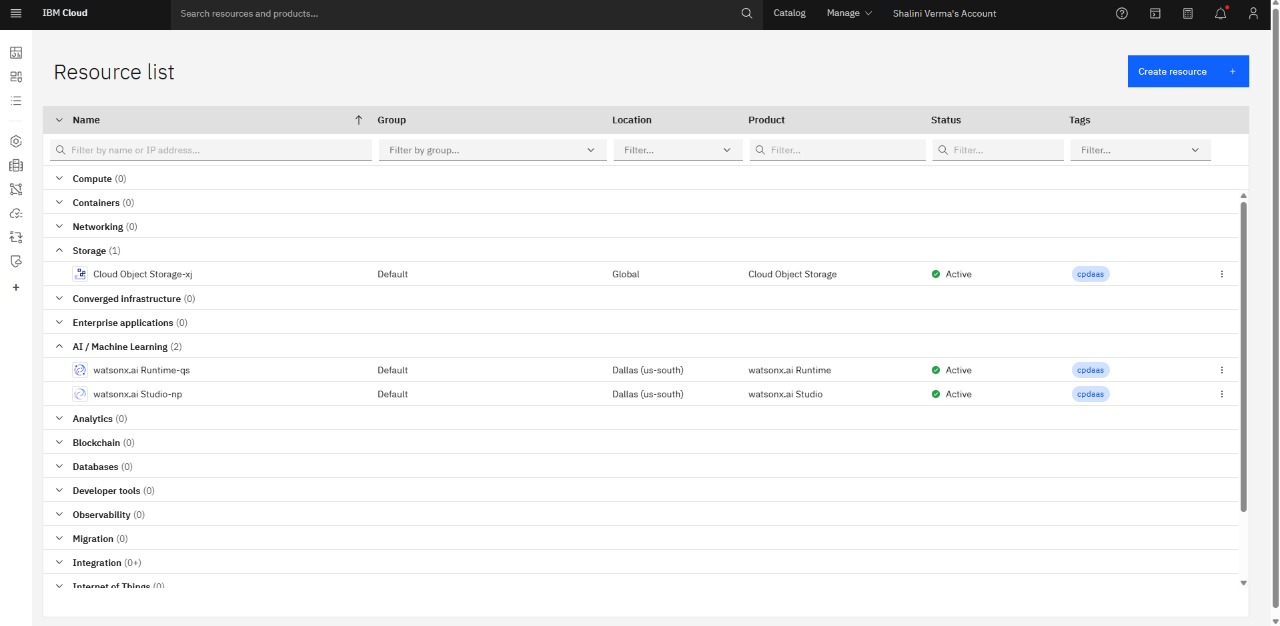 IBM Cloud Search resources and products... Catalog Manage Shalini Verma's Account
Resource list
Create resource +
Name Group Location Product Status Tags
Filter by name or IP address... Filter by group... Filter... Filter... Filter... Filter...
Compute (0)
Containers (0)
Networking (0)
Storage (1)
Cloud Object Storage-xj Default Global Cloud Object Storage Active cpdaas
Converged infrastructure (0)
Enterprise applications (0)
AI / Machine Learning (2)
watsonx.ai Runtime-qs Default Dallas (us-south) watsonx.ai Runtime Active cpdaas
watsonx.ai Studio-np Default Dallas (us-south) watsonx.ai Studio Active cpdaas
Analytics (0)
Blockchain (0)
Databases (0)
Developer tools (0)
Observability (0)
Migration (0)
Integration (0+)
Internet of Things (0)